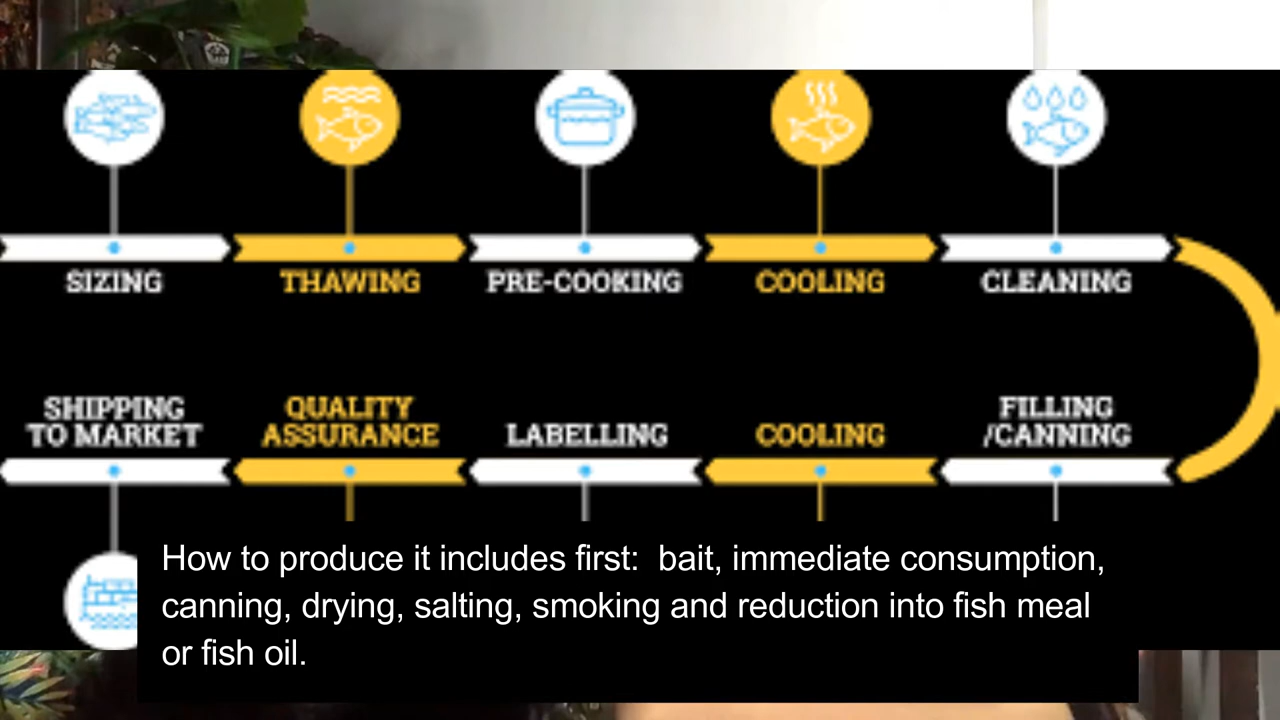 SIZING THAWING PRE-COOKING COOLING CLEANING
SHIPPING TO MARKET
QUALITY ASSURANCE
LABELLING
COOLING
FILLING /CANNING
How to produce it includes first:  bait, immediate consumption,
canning, drying, salting, smoking and reduction into fish meal
or fish oil.